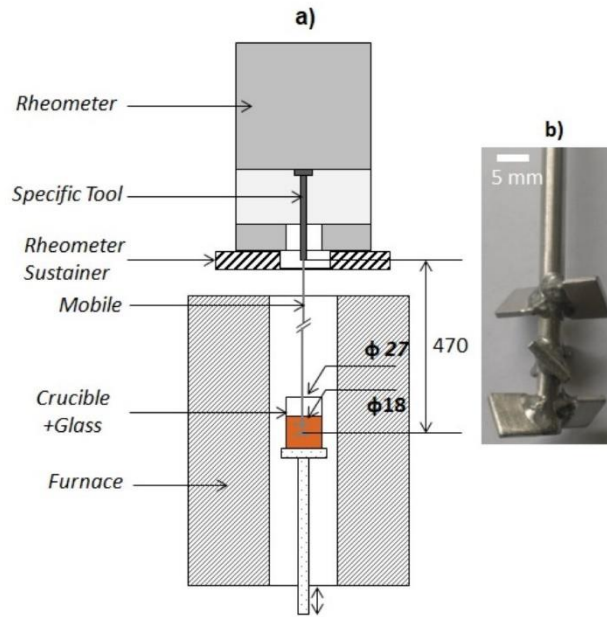 a)
Rheometer
b)
5 mm
Specific Tool
Rheometer
Sustainer
Mobile
ϕ 27
470
Crucible
+Glass
ϕ18
Furnace